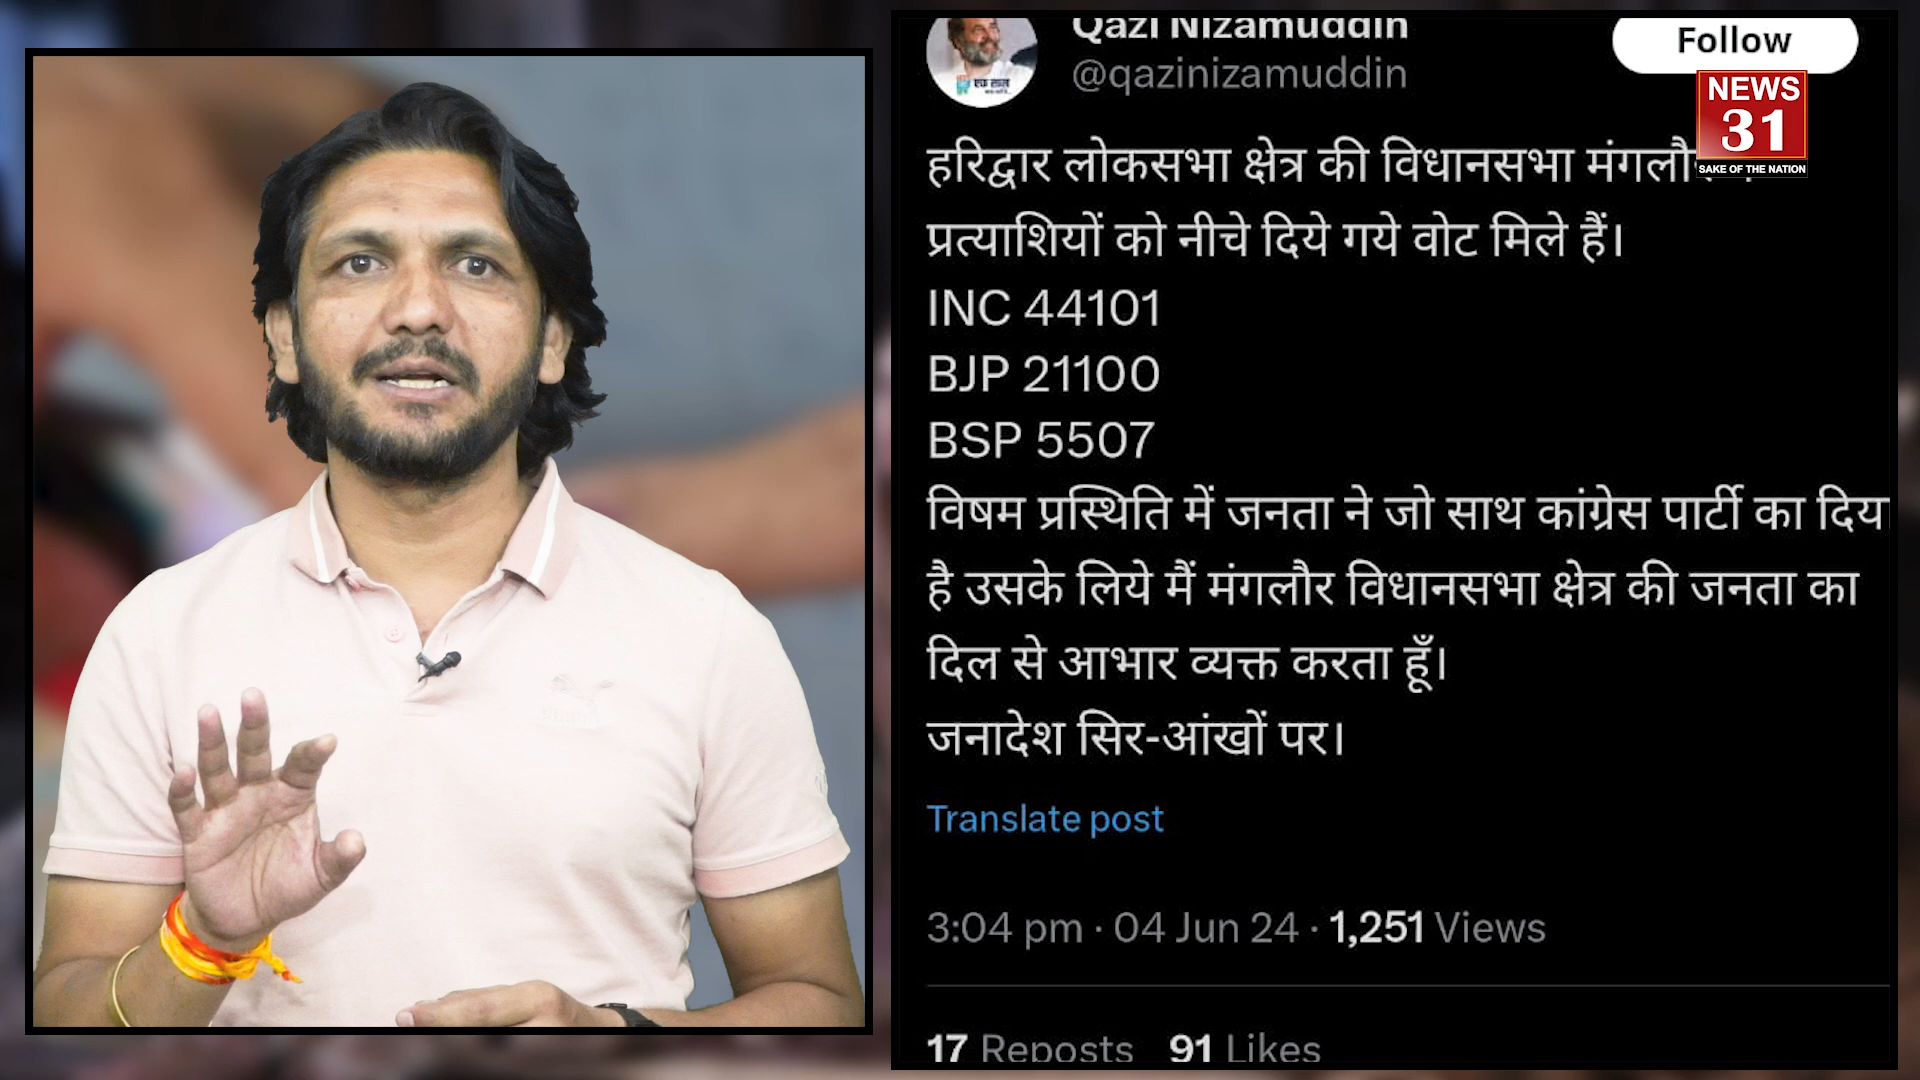 Qazi Nizamuddin
@qazinizamuddin
Follow
NEWS
31
SAKE OF THE NATION
हरिद्वार लोकसभा क्षेत्र की विधानसभा
प्रत्याशियों को नीचे दिये गये वोट मिले हैं।
INC 44101
BJP 21100
BSP 5507
विषम प्रस्थिति में जनता ने जो साथ कांग्रेस पार्टी का
है उसके लिये मैं मंगलौर विधानसभा क्षेत्र की जनता का
दिल से आभार व्यक्त करता हूँ।
जनादेश सिर-आंखों पर।
Translate post
3:04 pm · 04 Jun 24 · 1,251 Views
17 Reposts 91 Likes